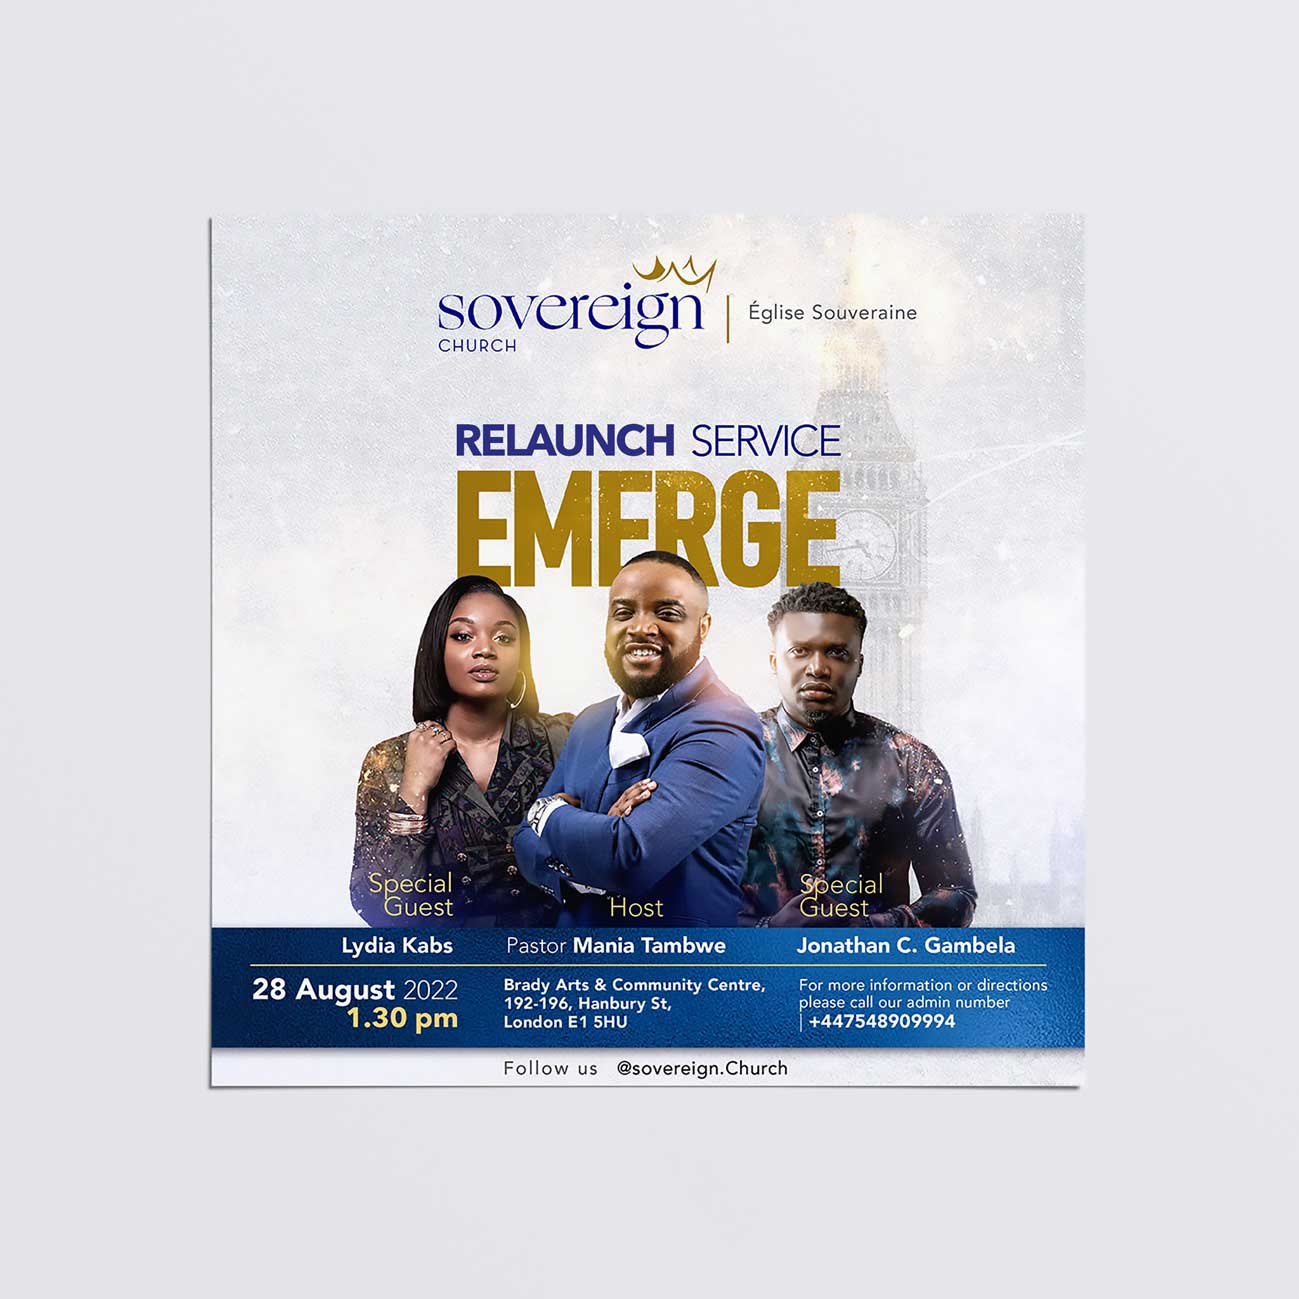 sovereign
CHURCH
Église Souveraine
RELAUNCH SERVICE
EMERGE
Special
Guest
Host
Special
Guest
Lydia Kabs
Pastor Mania Tambwe
Jonathan C. Gambela
28 August 2022
1.30 pm
Brady Arts & Community Centre,
192-196, Hanbury St,
London E1 5HU
For more information or directions
please call our admin number
+447548909994
Follow us @sovereign.Church